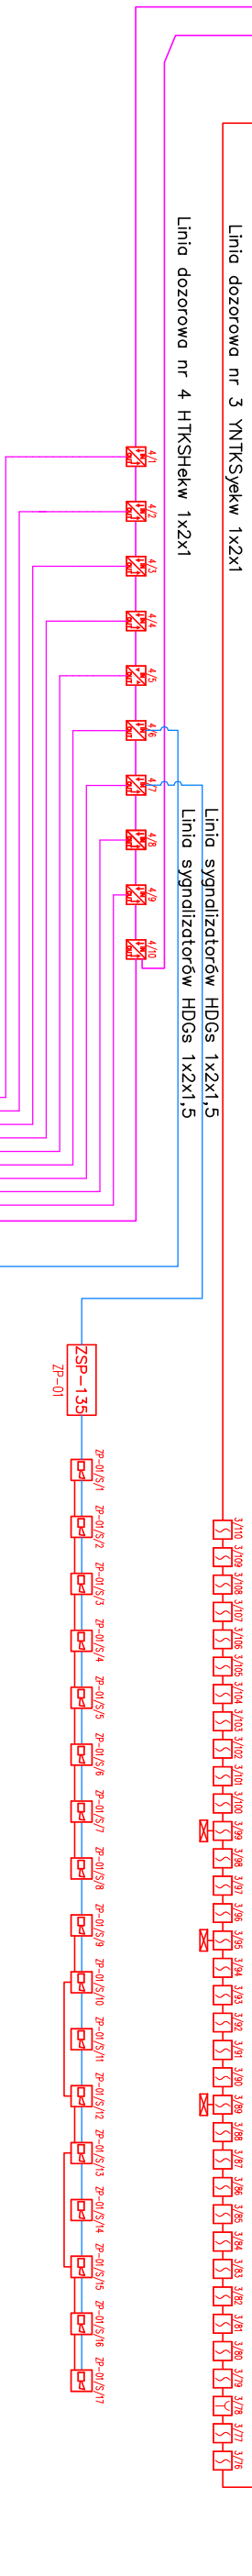 Linia dozorowa nr 3 YNTKSyekw 1x2x1
Linia dozorowa nr 4 HTKSHekw 1x2x1
4/1
4/2
4/3
4/4
4/5
4/6
4/7
4/8
4/9
4/10
Linia sygnalizatorów HDGs 1x2x1,5
Linia sygnalizatorów HDGs 1x2x1,5
ZSP-135
ZP-01
ZP-01/S/1
ZP-01/S/2
ZP-01/S/3
ZP-01/S/4
ZP-01/S/5
ZP-01/S/6
ZP-01/S/7
ZP-01/S/8
ZP-01/S/9
ZP-01/S/10
ZP-01/S/11
ZP-01/S/12
ZP-01/S/13
ZP-01/S/14
ZP-01/S/15
ZP-01/S/16
ZP-01/S/17
3/110
3/109
3/108
3/107
3/106
3/105
3/104
3/103
3/102
3/101
3/100
3/99
3/98
3/97
3/96
3/95
3/94
3/93
3/92
3/91
3/90
3/89
3/88
3/87
3/86
3/85
3/84
3/83
3/82
3/81
3/80
3/79
3/78
3/77
3/76